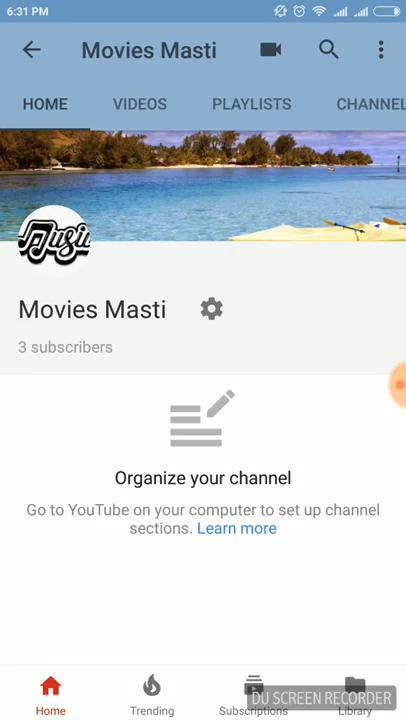 6:31 PM
Movies Masti
HOME VIDEOS PLAYLISTS CHANNEL
Music
Movies Masti
3 subscribers
Organize your channel
Go to YouTube on your computer to set up channel
sections. Learn more
DU SCREEN RECORDER
Home Trending Subscriptions Library